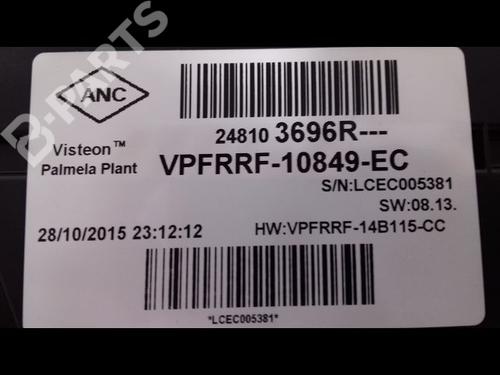 ANC
24810 3696R---
Visteon™
Palmela Plant
VPFRRF-10849-EC
S/N:LCEC005381
SW:08.13.
28/10/2015 23:12:12
HW:VPFRRF-14B115-CC
*LCEC005381*
B-PARTS